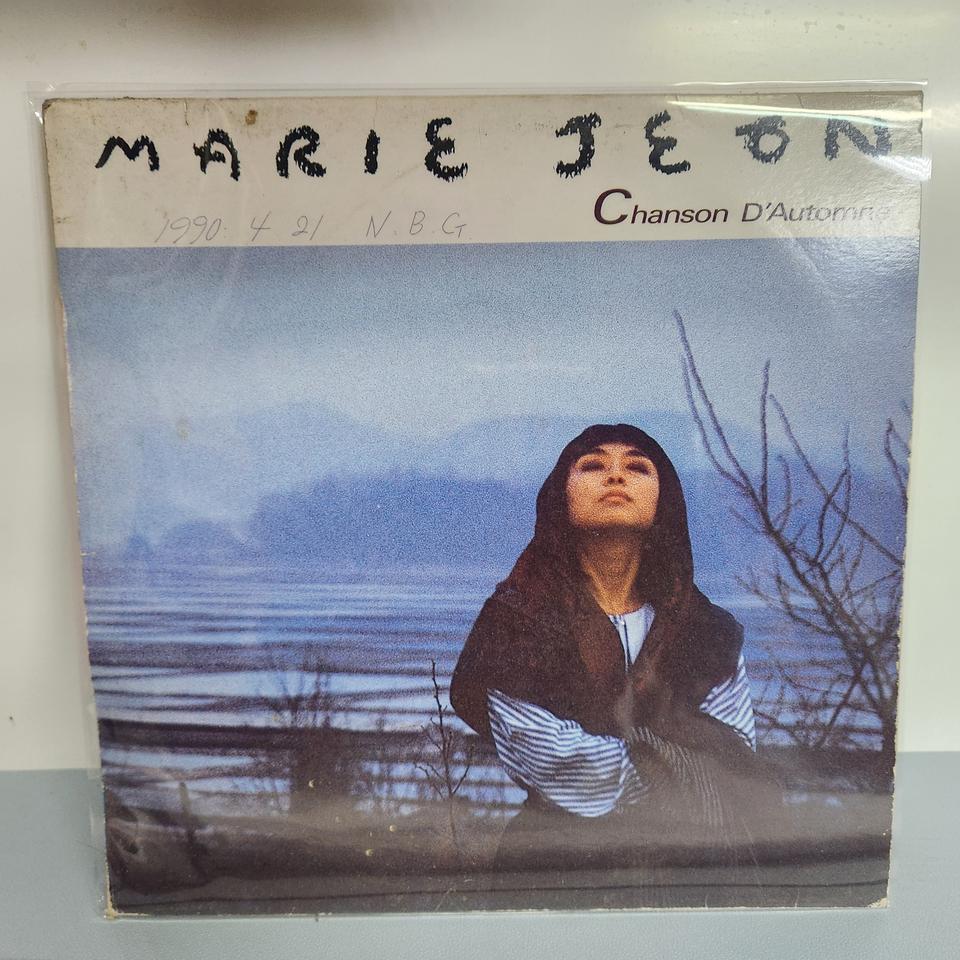 MARIE JEON
Chanson D'Automne
1990. 4 21 N.B.G.